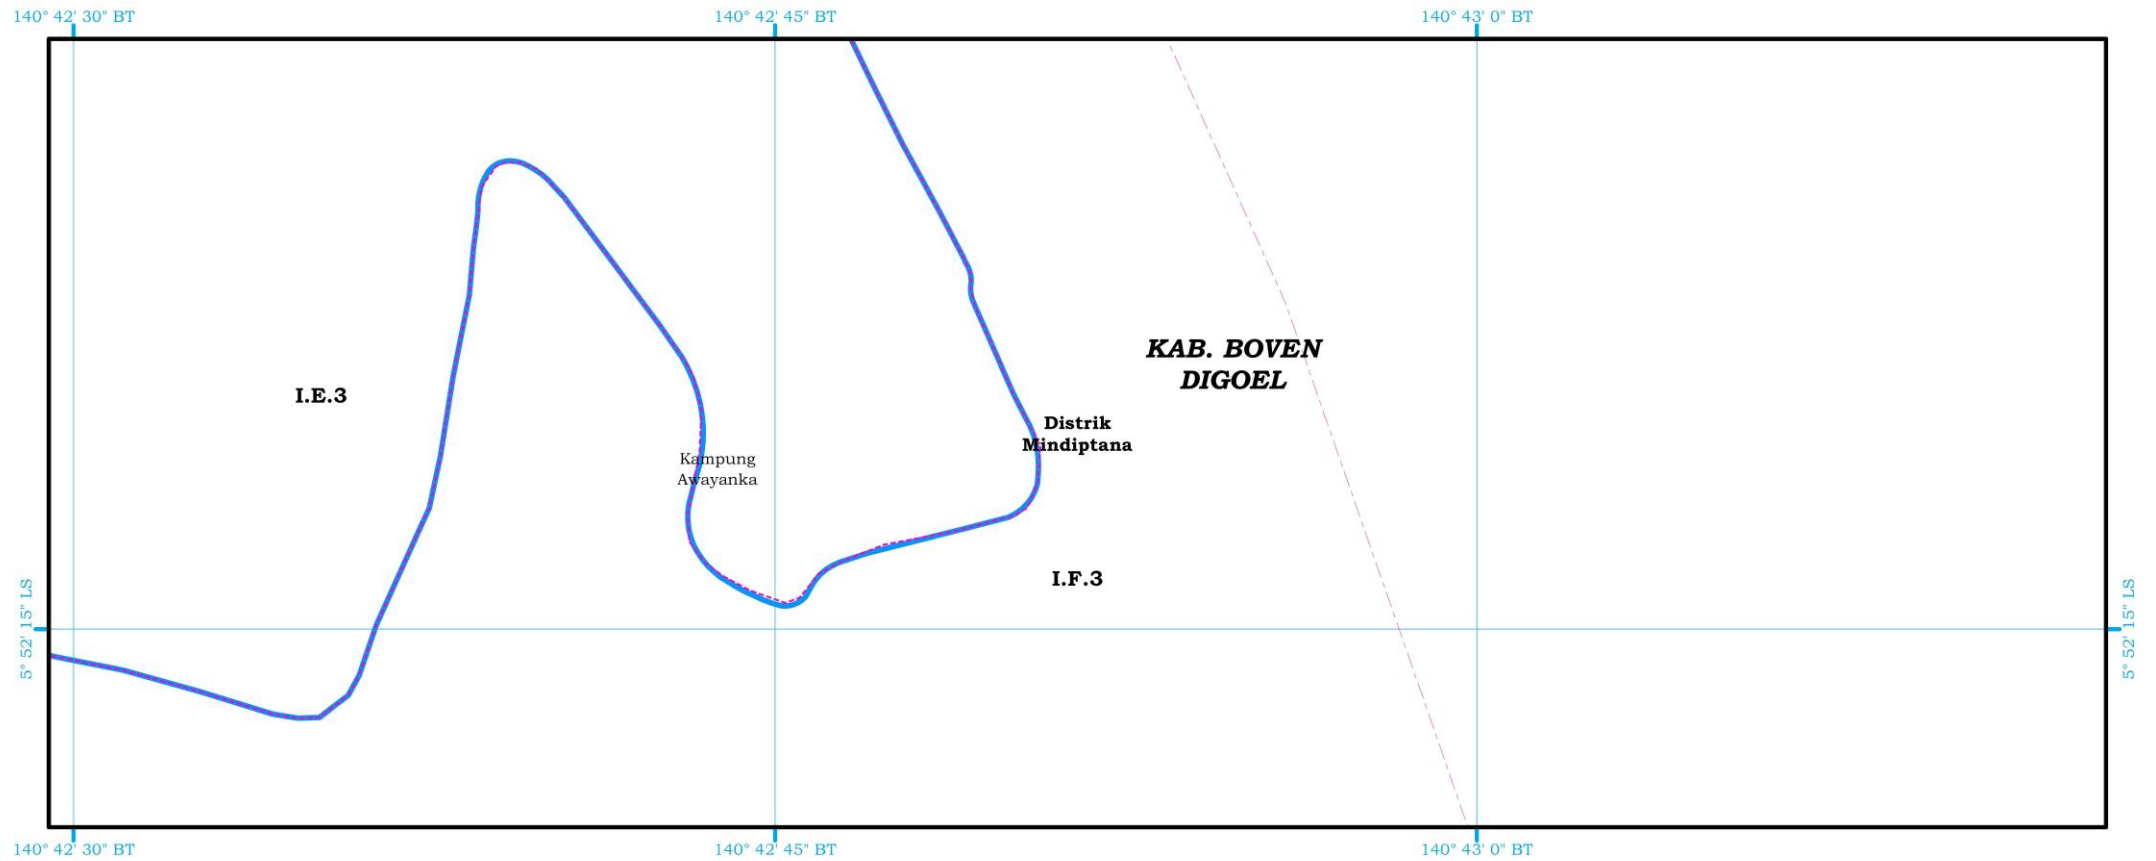 140° 42' 30" BT
140° 42' 45" BT
140° 43' 0" BT
KAB. BOVEN
DIGOEL
I.E.3
Distrik
Mindiptana
Kampung
Awayanka
I.F.3
5° 52' 15" LS
5° 52' 15" LS
140° 42' 30" BT
140° 42' 45" BT
140° 43' 0" BT